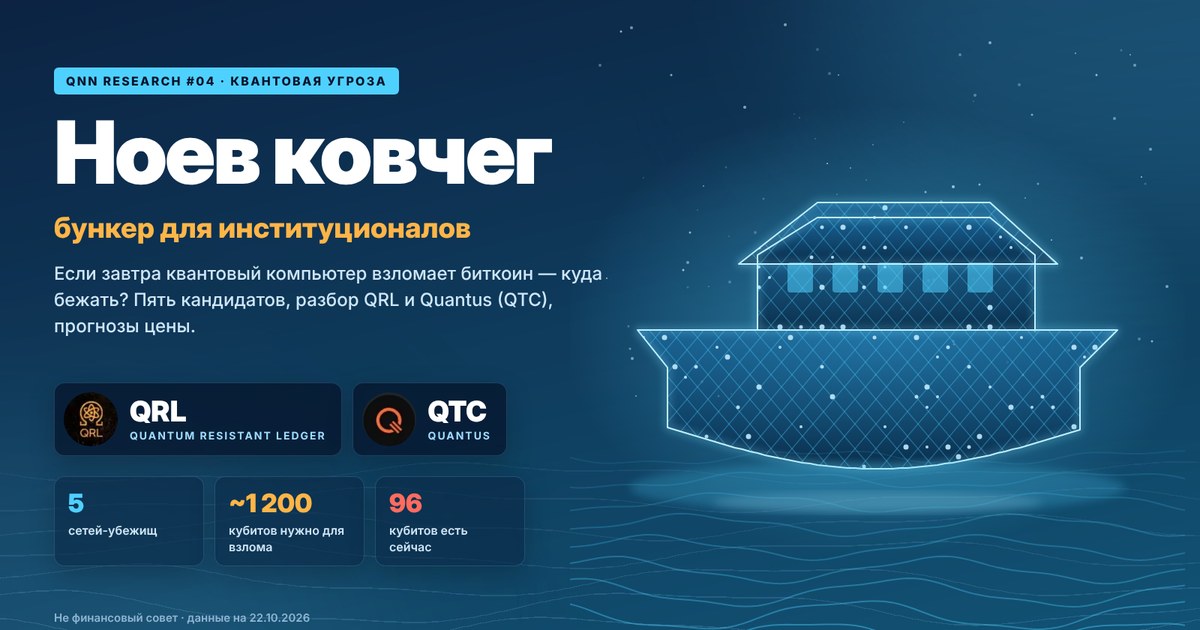 QNN RESEARCH #04 · КВАНТОВАЯ УГРОЗА
Ноев ковчег
бункер для институционалов
Если завтра квантовый компьютер взломает биткоин — куда
бежать? Пять кандидатов, разбор QRL и Quantus (QTC),
прогнозы цены.
QRL
QRL
QUANTUM RESISTANT LEDGER
QTC
QUANTUS
5
сетей-убежищ
~1200
кубитов нужно для
взлома
96
кубитов есть
сейчас
Не финансовый совет · данные на 22.10.2026